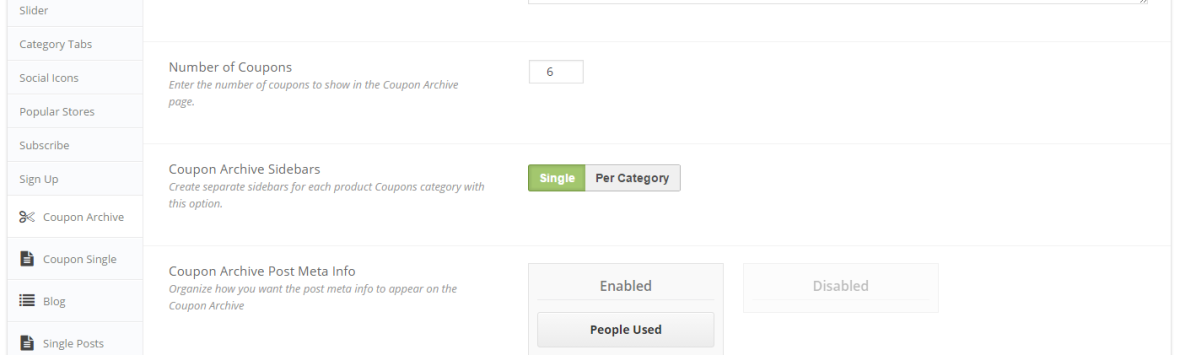 Slider
Category Tabs
Social Icons
Popular Stores
Subscribe
Sign Up
Coupon Archive
Coupon Single
Blog
Single Posts
Number of Coupons
Enter the number of coupons to show in the Coupon Archive
page.
6
Coupon Archive Sidebars
Create separate sidebars for each product Coupons category with
this option.
Single Per Category
Coupon Archive Post Meta Info
Organize how you want the post meta info to appear on the
Coupon Archive
Enabled
People Used
Disabled